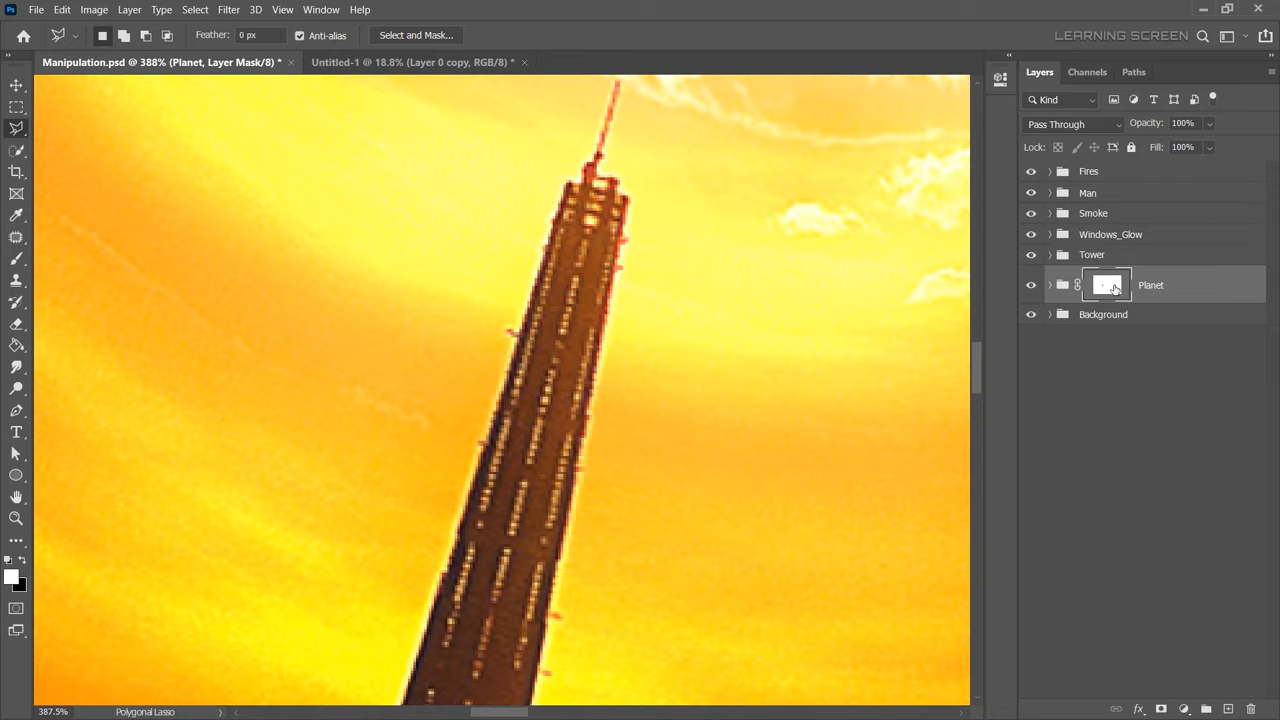 Ps File Edit Image Layer Type Select Filter 3D View Window Help
Feather: 0 px Anti-alias Select and Mask... LEARNING SCREEN
Manipulation.psd @ 388% (Planet, Layer Mask/8) * × Untitled-1 @ 18.8% (Layer 0 copy, RGB/8) * ×
Layers Channels Paths
Kind
Pass Through Opacity: 100%
Lock: Fill: 100%
Fires
Man
Smoke
Windows_Glow
Tower
Planet
Background
387.5% Polygonal Lasso